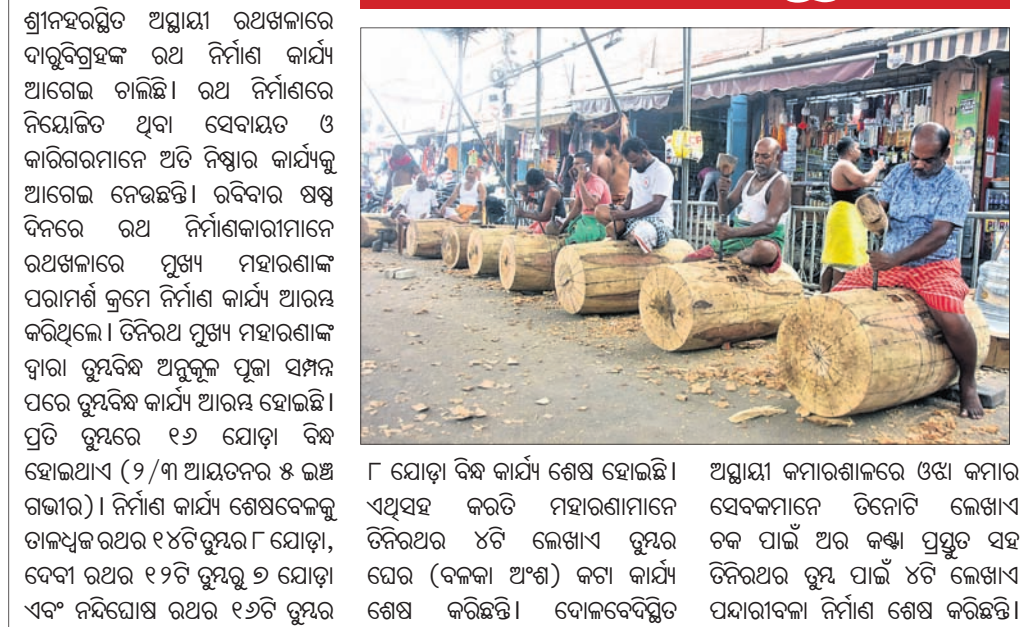 ଶ୍ରୀନହରସ୍ଥିତ ଅସ୍ଥାୟୀ ରଥଖଳାରେ
ଦାରୁବିଗ୍ରହଙ୍କ ରଥ ନିର୍ମାଣ କାର୍ଯ୍ୟ
ଆଗେଇ ଚାଲିଛି। ରଥ ନିର୍ମାଣରେ
ନିୟୋଜିତ ଥିବା ସେବାୟତ ଓ
କାରିଗରମାନେ ଅତି ନିଷ୍ଠାର କାର୍ଯ୍ୟକୁ
ଆଗେଇ ନେଉଛନ୍ତି। ରବିବାର ଷଷ୍ଠ
ଦିନରେ ରଥ ନିର୍ମାଣକାରୀମାନେ
ରଥଖଳାରେ ମୁଖ୍ୟ ମହାରଣାଙ୍କ
ପରାମର୍ଶ କ୍ରମେ ନିର୍ମାଣ କାର୍ଯ୍ୟ ଆରମ୍ଭ
କରିଥିଲେ। ତିନିରଥ ମୁଖ୍ୟ ମହାରଣାଙ୍କ
ଦ୍ୱାରା ତୁମ୍ବବିନ୍ଧ ଅନୁକୂଳ ପୂଜା ସମ୍ପନ୍ନ
ପରେ ତୁମ୍ବବିନ୍ଧ କାର୍ଯ୍ୟ ଆରମ୍ଭ ହୋଇଛି।
ପ୍ରତି ତୁମ୍ବରେ ୧୬ ଯୋଡ଼ା ବିନ୍ଧ
ହୋଇଥାଏ (୨/୩ ଆୟତନର ୫ ଇଞ୍ଚ
ଗଭୀର)। ନିର୍ମାଣ କାର୍ଯ୍ୟ ଶେଷବେଳକୁ
ତାଳଧ୍ୱଜ ରଥର ୧୪ଟି ତୁମ୍ବର ୮ ଯୋଡ଼ା,
ଦେବୀ ରଥର ୧୨ଟି ତୁମ୍ବରୁ ୭ ଯୋଡ଼ା
ଏବଂ ନନ୍ଦିଘୋଷ ରଥର ୧୬ଟି ତୁମ୍ବର
୮ ଯୋଡ଼ା ବିନ୍ଧ କାର୍ଯ୍ୟ ଶେଷ ହୋଇଛି।
ଏଥିସହ କରତି ମହାରଣାମାନେ
ତିନିରଥର ୪ଟି ଲେଖାଏ ତୁମ୍ବର
ଘେର (ବଳକା ଅଂଶ) କଟା କାର୍ଯ୍ୟ
ଶେଷ କରିଛନ୍ତି। ଦୋଳବେଦିସ୍ଥିତ
ଅସ୍ଥାୟୀ କମାରଶାଳରେ ଓଝା କମାର
ସେବକମାନେ ତିନୋଟି ଲେଖାଏ
ଚକ ପାଇଁ ଅର କଣ୍ଟା ପ୍ରସ୍ତୁତ ସହ
ତିନିରଥର ତୁମ୍ବ ପାଇଁ ୪ଟି ଲେଖାଏ
ପନ୍ଦାରୀବଳା ନିର୍ମାଣ ଶେଷ କରିଛନ୍ତି।